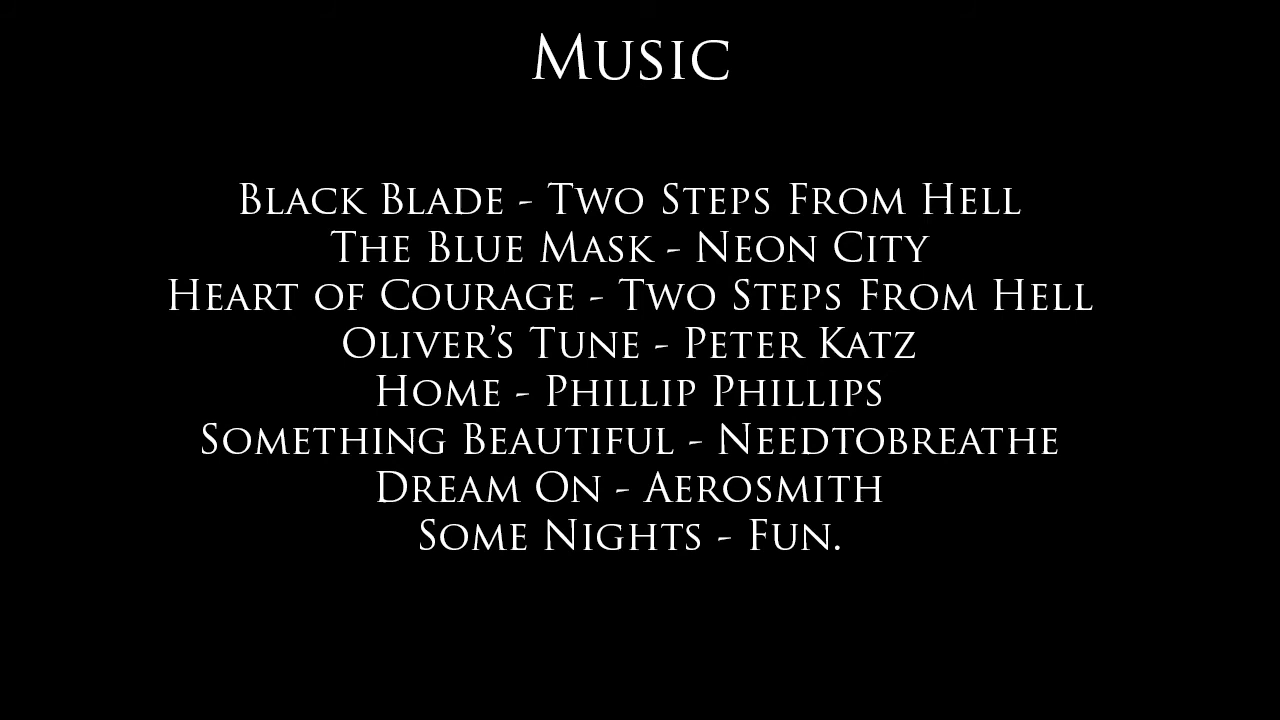 Music
Black Blade - Two Steps From Hell
The Blue Mask - Neon City
Heart of Courage - Two Steps From Hell
Oliver's Tune - Peter Katz
Home - Phillip Phillips
Something Beautiful - Needtobreathe
Dream On - Aerosmith
Some Nights - Fun.